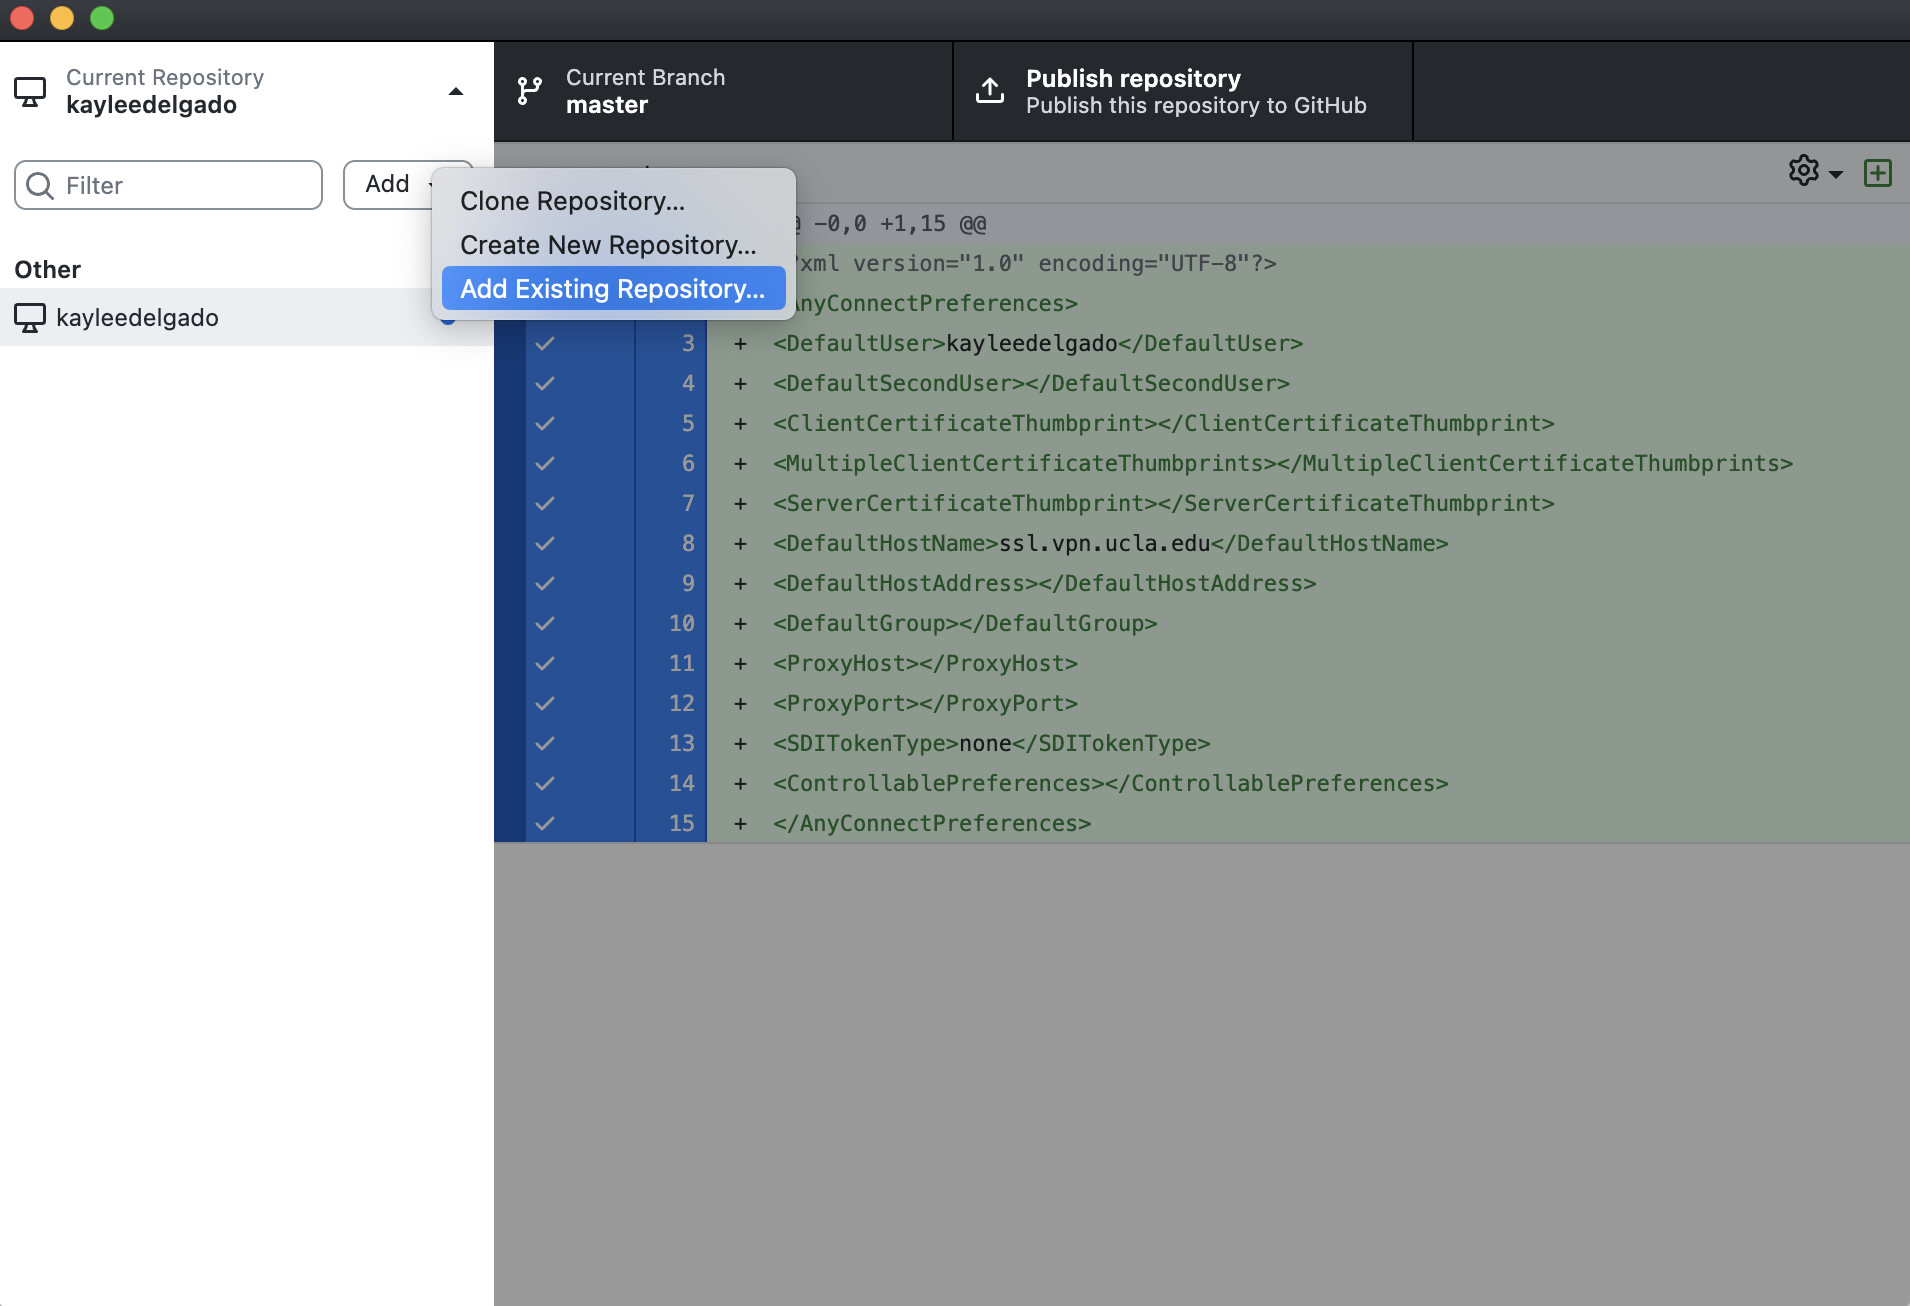 Current Repository
kayleedelgado
Current Branch
master
Publish repository
Publish this repository to GitHub
Filter
Add
Clone Repository...
Create New Repository...
Add Existing Repository...
Other
kayleedelgado
-0,0 +1,15 @@
?xml version="1.0" encoding="UTF-8"?>
AnyConnectPreferences>
3 + <DefaultUser>kayleedelgado</DefaultUser>
4 + <DefaultSecondUser></DefaultSecondUser>
5 + <ClientCertificateThumbprint></ClientCertificateThumbprint>
6 + <MultipleClientCertificateThumbprints></MultipleClientCertificateThumbprints>
7 + <ServerCertificateThumbprint></ServerCertificateThumbprint>
8 + <DefaultHostName>ssl.vpn.ucla.edu</DefaultHostName>
9 + <DefaultHostAddress></DefaultHostAddress>
10 + <DefaultGroup></DefaultGroup>
11 + <ProxyHost></ProxyHost>
12 + <ProxyPort></ProxyPort>
13 + <SDITokenType>none</SDITokenType>
14 + <ControllablePreferences></ControllablePreferences>
15 + </AnyConnectPreferences>